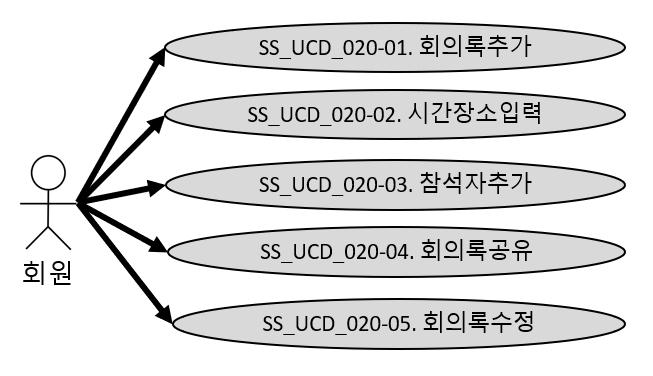 SS_UCD_020-01. 회의록추가
SS_UCD_020-02. 시간장소입력
SS_UCD_020-03. 참석자추가
SS_UCD_020-04. 회의록공유
회원
SS_UCD_020-05. 회의록수정